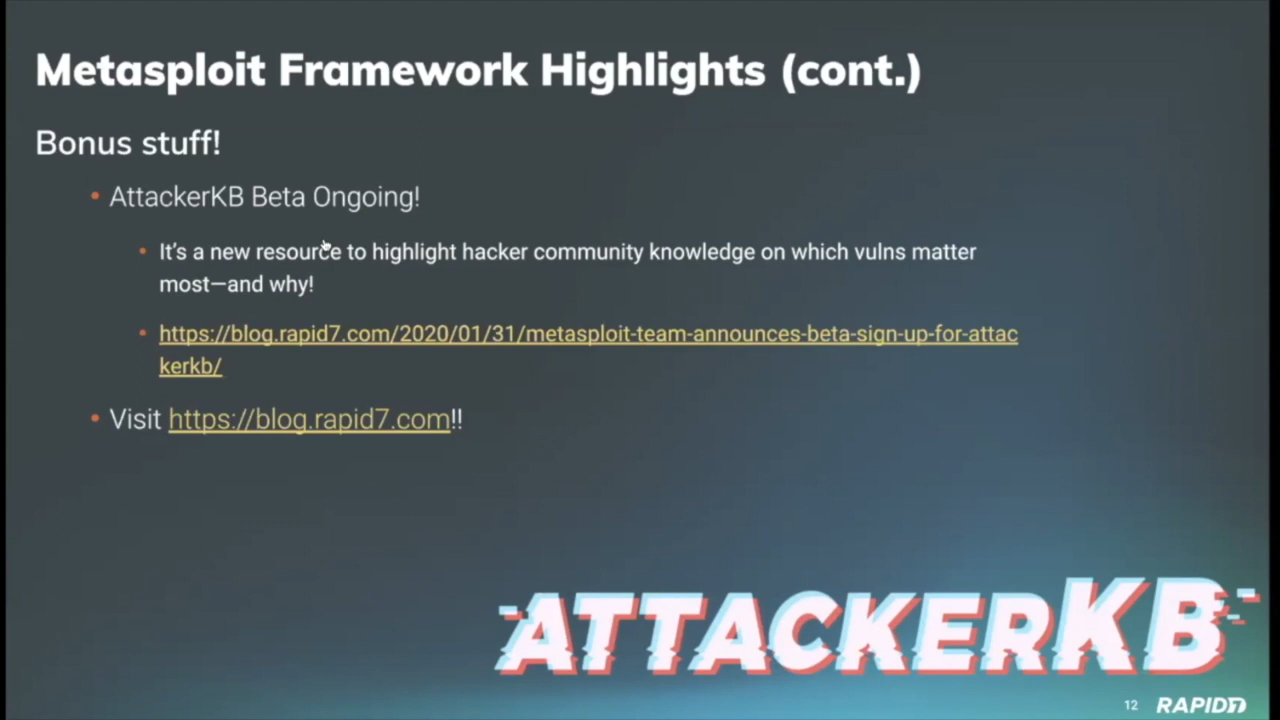 Metasploit Framework Highlights (cont.)
Bonus stuff!
• AttackerKB Beta Ongoing!
• It's a new resource to highlight hacker community knowledge on which vulns matter
most—and why!
• https://blog.rapid7.com/2020/01/31/metasploit-team-announces-beta-sign-up-for-attac
kerkb/
• Visit https://blog.rapid7.com!!
ATTACKERKB
12 RAPID7